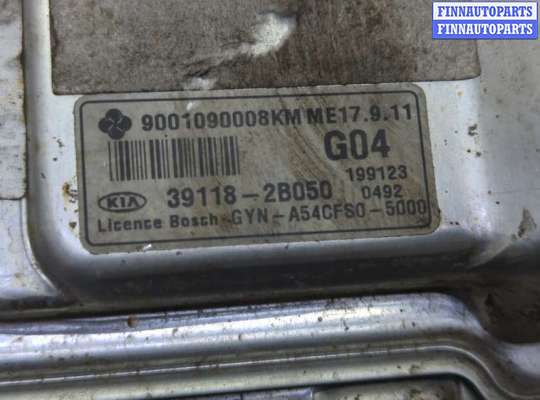 FINNAUTOPARTS
FINNAUTOPARTS
9001090008KM ME17.9.11
G04
199123
0492
KIA 39118-2B050
Licence Bosch GYN-A54CFS0-5000